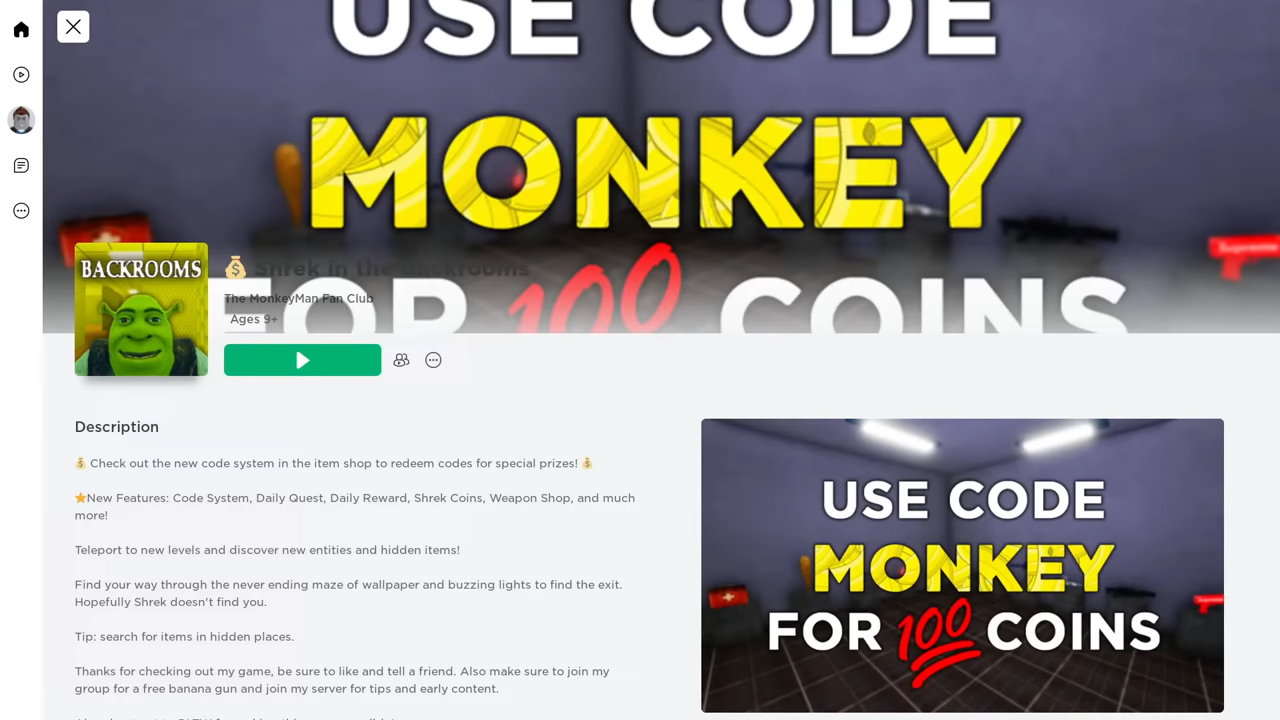 USE CODE
MONKEY
FOR 100 COINS
BACKROOMS
💰 Shrek in the Backrooms
The MonkeyMan Fan Club
Ages 9+
Description
💰 Check out the new code system in the item shop to redeem codes for special prizes! 💰
⭐New Features: Code System, Daily Quest, Daily Reward, Shrek Coins, Weapon Shop, and much
more!
Teleport to new levels and discover new entities and hidden items!
Find your way through the never ending maze of wallpaper and buzzing lights to find the exit.
Hopefully Shrek doesn't find you.
Tip: search for items in hidden places.
Thanks for checking out my game, be sure to like and tell a friend. Also make sure to join my
group for a free banana gun and join my server for tips and early content.
USE CODE
MONKEY
FOR 100 COINS
Supreme